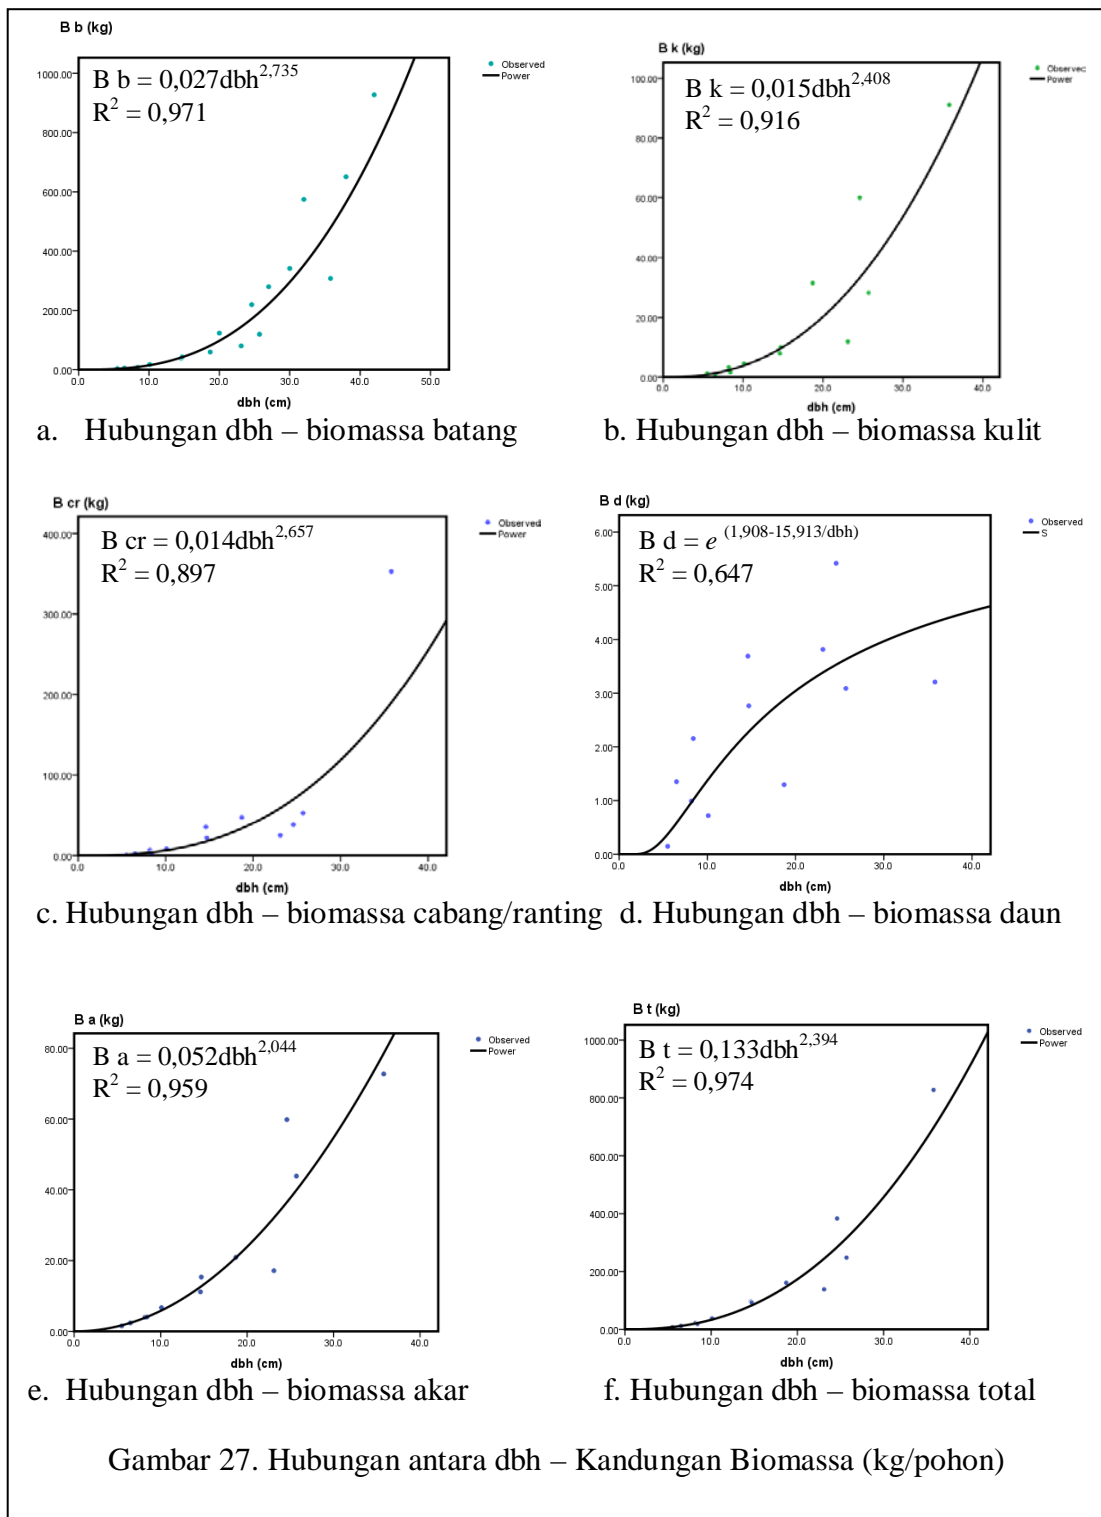 B b (kg)
B b = 0,027dbh^2,735
R² = 0,971
Observed
Power
1000.00
800.00
600.00
400.00
200.00
0.00
0.0 10.0 20.0 30.0 40.0 50.0
dbh (cm)
a. Hubungan dbh – biomassa batang
B k (kg)
B k = 0,015dbh^2,408
R² = 0,916
Observed
Power
100.00
80.00
60.00
40.00
20.00
0.00
0.0 10.0 20.0 30.0 40.0
dbh (cm)
b. Hubungan dbh – biomassa kulit
B cr (kg)
B cr = 0,014dbh^2,657
R² = 0,897
Observed
Power
400.00
300.00
200.00
100.00
0.00
0.0 10.0 20.0 30.0 40.0
dbh (cm)
c. Hubungan dbh – biomassa cabang/ranting
B d (kg)
B d = e^(1,908-15,913/dbh)
R² = 0,647
Observed
S
6.00
5.00
4.00
3.00
2.00
1.00
0.00
0.0 10.0 20.0 30.0 40.0
dbh (cm)
d. Hubungan dbh – biomassa daun
B a (kg)
B a = 0,052dbh^2,044
R² = 0,959
Observed
Power
80.00
60.00
40.00
20.00
0.00
0.0 10.0 20.0 30.0 40.0
dbh (cm)
e. Hubungan dbh – biomassa akar
B t (kg)
B t = 0,133dbh^2,394
R² = 0,974
Observed
Power
1000.00
800.00
600.00
400.00
200.00
0.00
0.0 10.0 20.0 30.0 40.0
dbh (cm)
f. Hubungan dbh – biomassa total
Gambar 27. Hubungan antara dbh – Kandungan Biomassa (kg/pohon)